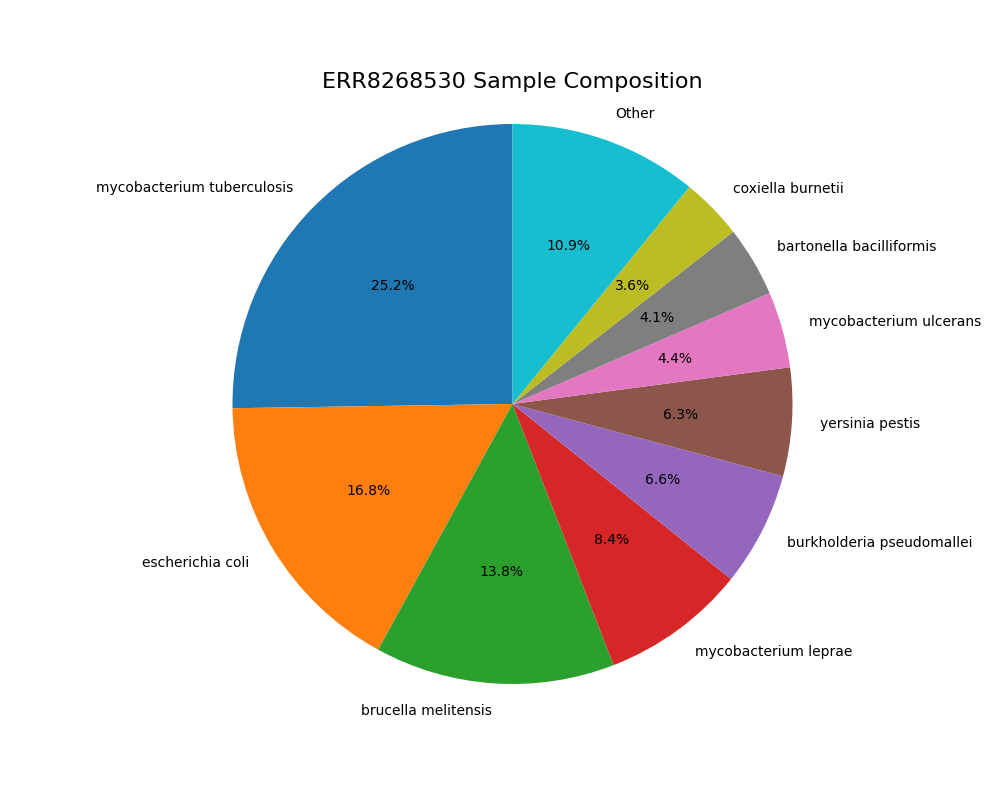 ERR8268530 Sample Composition
Other
coxiella burnetii
mycobacterium tuberculosis
bartonella bacilliformis
10.9%
25.2%
3.6%
4.1%
mycobacterium ulcerans
4.4%
6.3%
yersinia pestis
6.6%
16.8%
8.4%
burkholderia pseudomallei
escherichia coli
13.8%
mycobacterium leprae
brucella melitensis